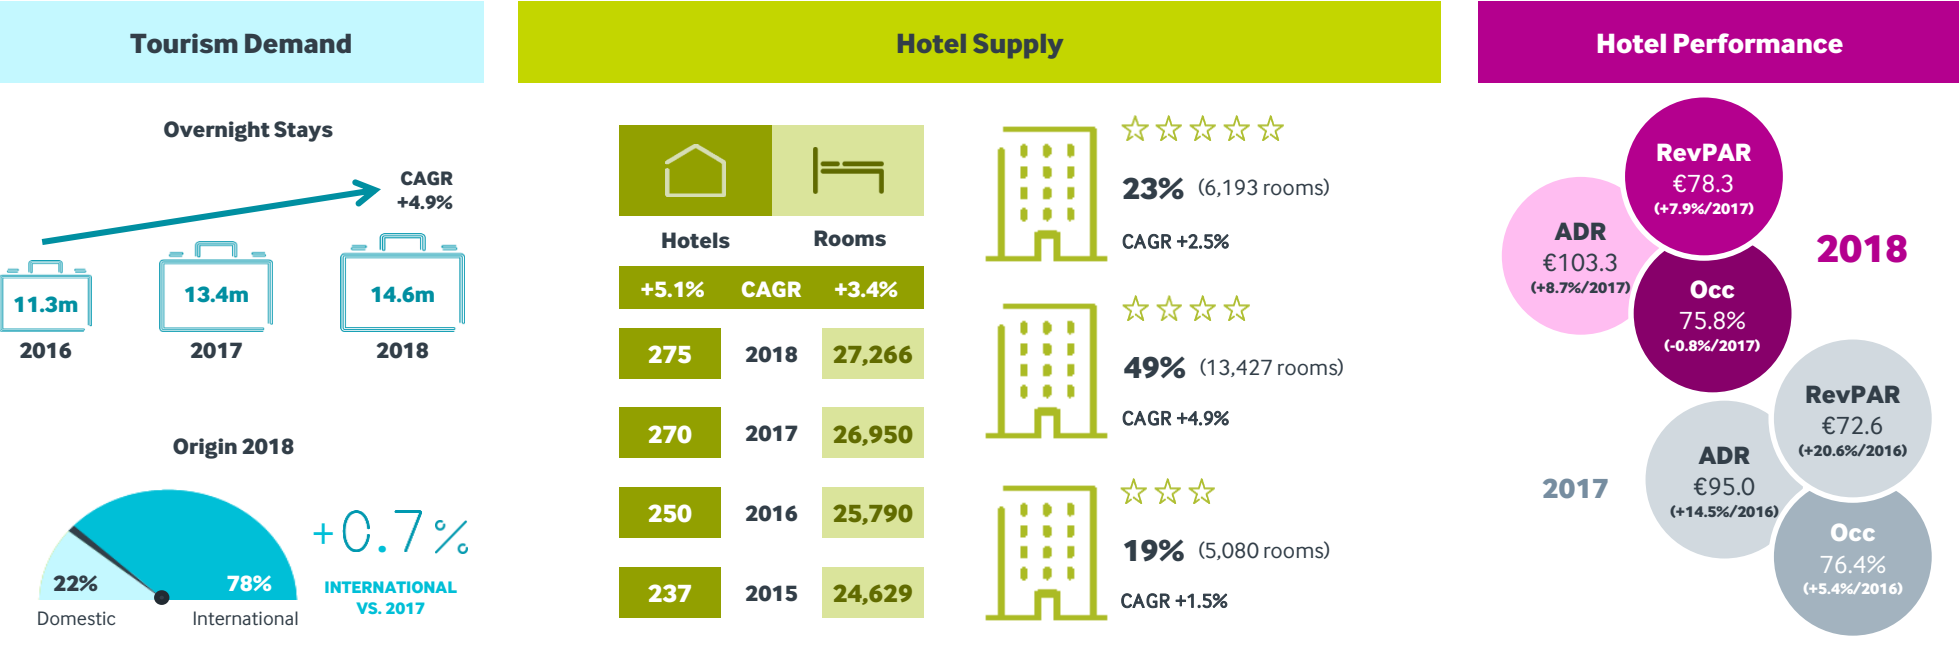 Tourism Demand
Overnight Stays
CAGR
+4.9%
11.3m
13.4m
14.6m
2016
2017
2018
Origin 2018
22%
78%
Domestic
International
+0.7%
INTERNATIONAL
VS. 2017
Hotel Supply
Hotels
Rooms
+5.1% CAGR +3.4%
275 2018 27,266
270 2017 26,950
250 2016 25,790
237 2015 24,629
23% (6,193 rooms)
CAGR +2.5%
49% (13,427 rooms)
CAGR +4.9%
19% (5,080 rooms)
CAGR +1.5%
Hotel Performance
RevPAR
€78.3
(+7.9%/2017)
ADR
€103.3
(+8.7%/2017)
2018
Occ
75.8%
(-0.8%/2017)
RevPAR
€72.6
(+20.6%/2016)
2017
ADR
€95.0
(+14.5%/2016)
Occ
76.4%
(+5.4%/2016)